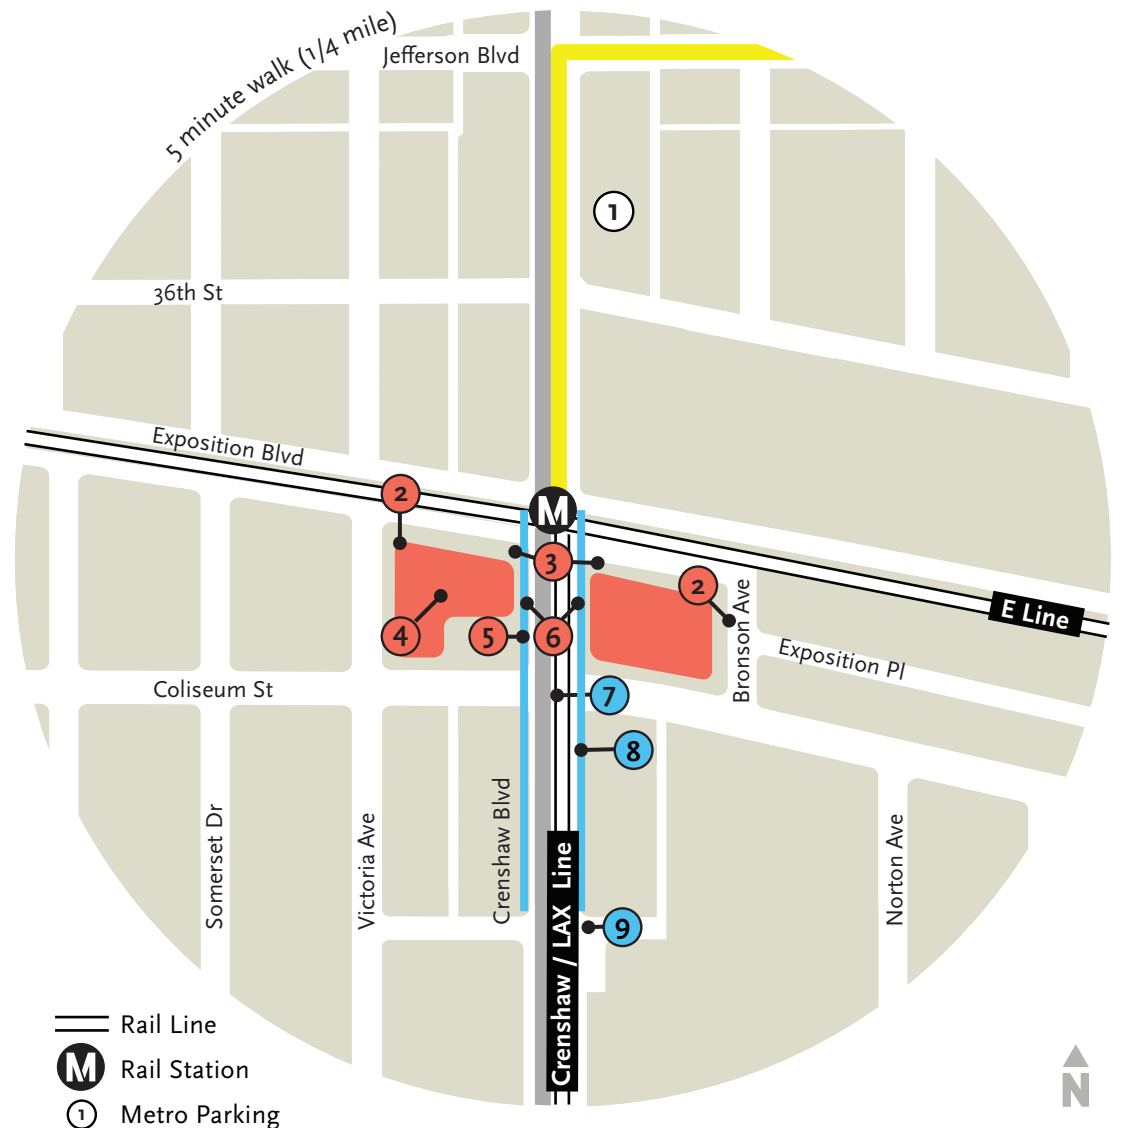 5 minute walk (1/4 mile)
Jefferson Blvd
1
36th St
Exposition Blvd
2
M
3
2
Bronson Ave
E Line
4
5
6
Exposition Pl
Coliseum St
7
8
Somerset Dr
Victoria Ave
Crenshaw Blvd
Crenshaw / LAX Line
Norton Ave
9
Rail Line
M Rail Station
1 Metro Parking
N